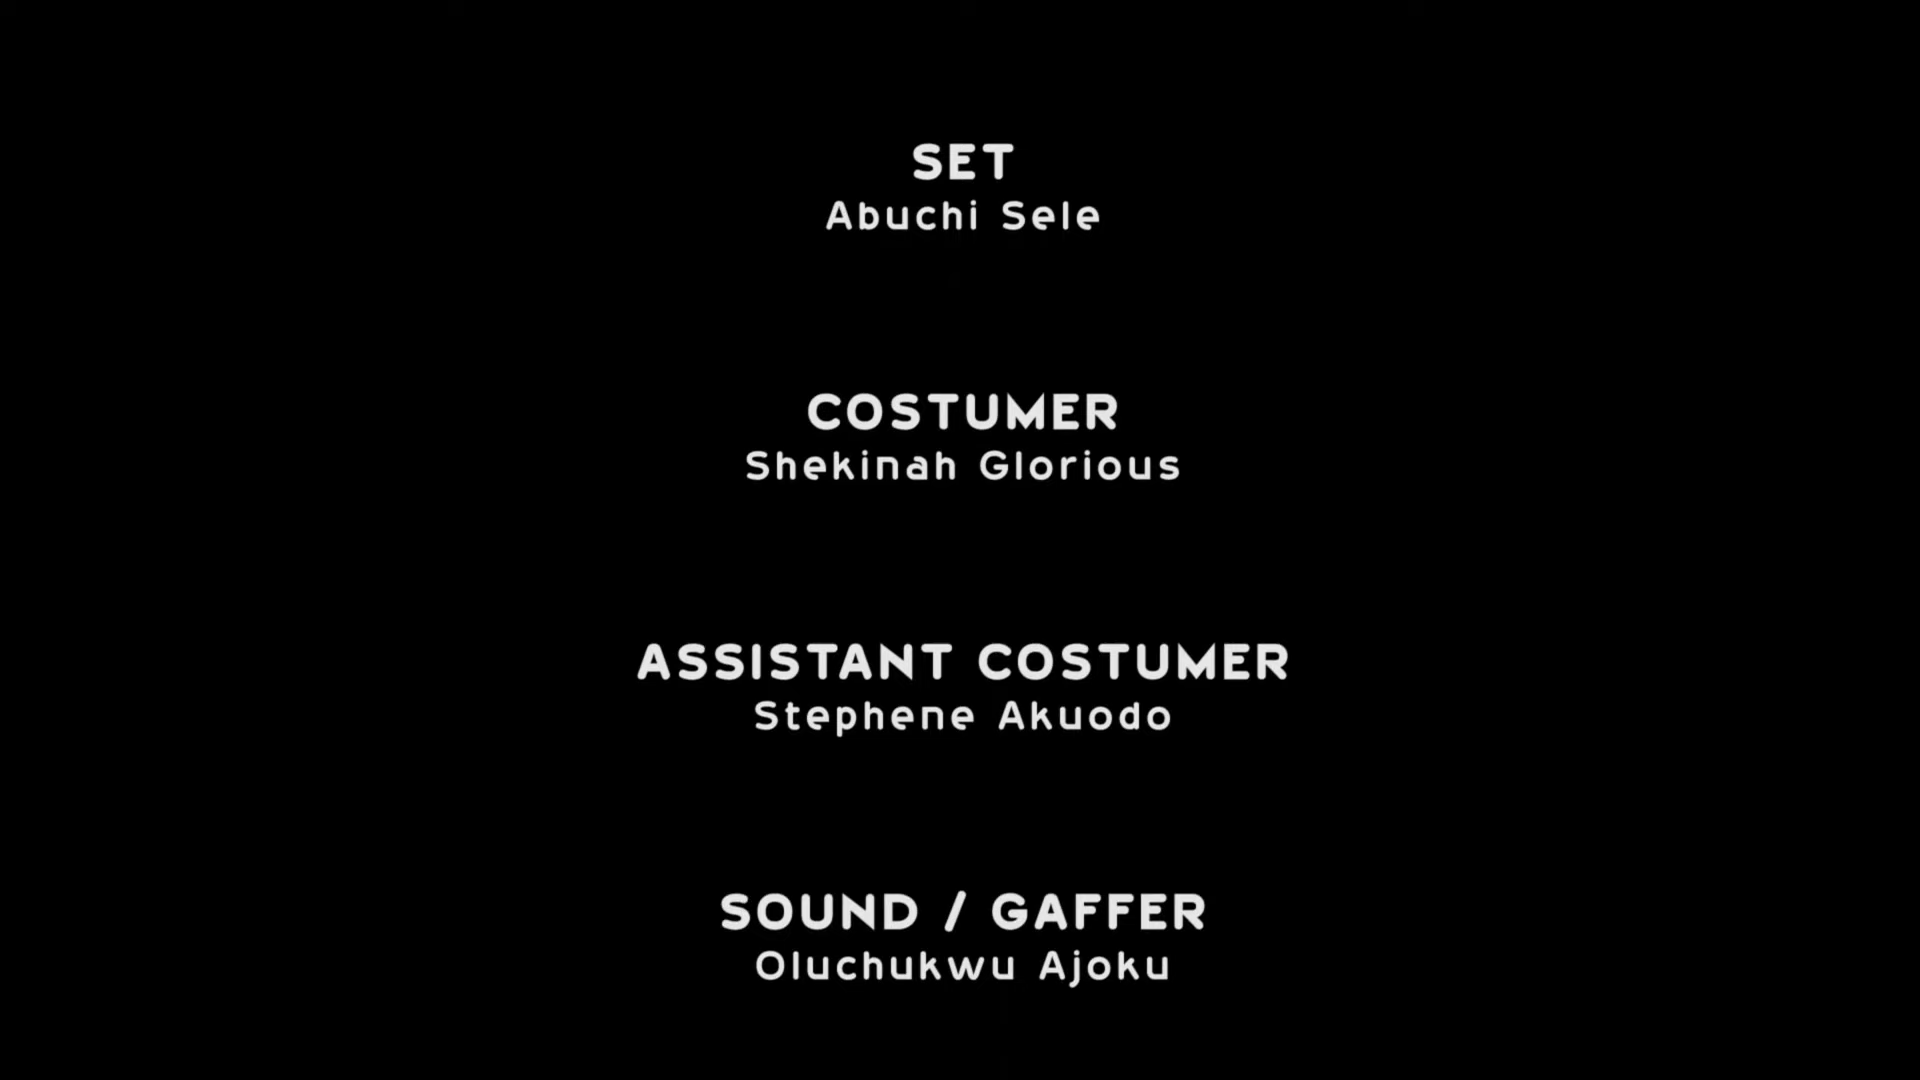 SET
Abuchi Sele
COSTUMER
Shekinah Glorious
ASSISTANT COSTUMER
Stephene Akuodo
SOUND / GAFFER
Oluchukwu Ajoku